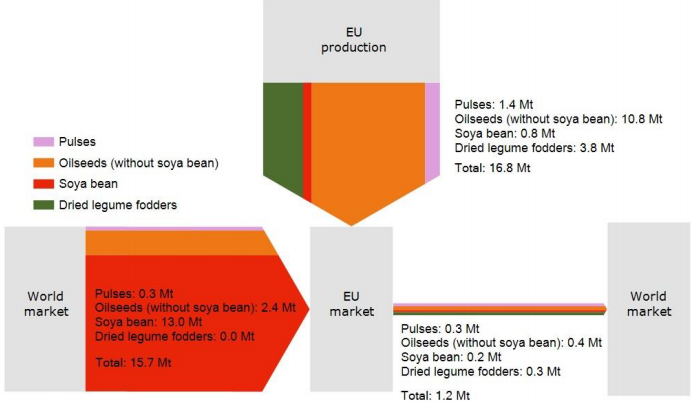 EU
production
Pulses: 1.4 Mt
Oilseeds (without soya bean): 10.8 Mt
Soya bean: 0.8 Mt
Dried legume fodders: 3.8 Mt
Total: 16.8 Mt
Pulses
Oilseeds (without soya bean)
Soya bean
Dried legume fodders
World
market
Pulses: 0.3 Mt
Oilseeds (without soya bean): 2.4 Mt
Soya bean: 13.0 Mt
Dried legume fodders: 0.0 Mt
Total: 15.7 Mt
EU
market
Pulses: 0.3 Mt
Oilseeds (without soya bean): 0.4 Mt
Soya bean: 0.2 Mt
Dried legume fodders: 0.3 Mt
Total: 1.2 Mt
World
market